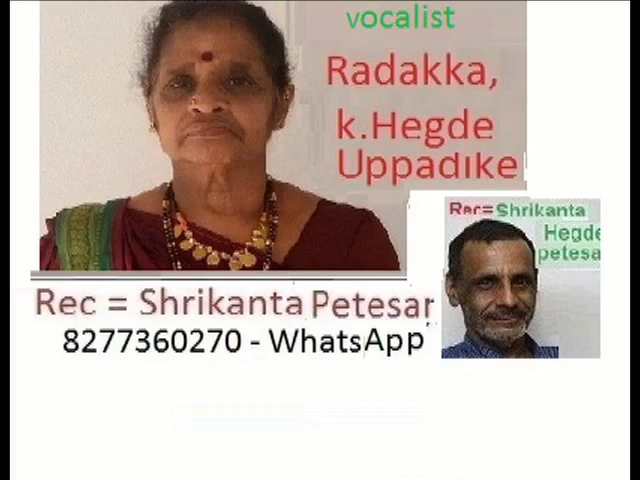 vocalist
Radakka,
k.Hegde
Uppadike
Rec= Shrikanta
Hegde
petesa
Rec = Shrikanta Petesar
8277360270 - WhatsApp